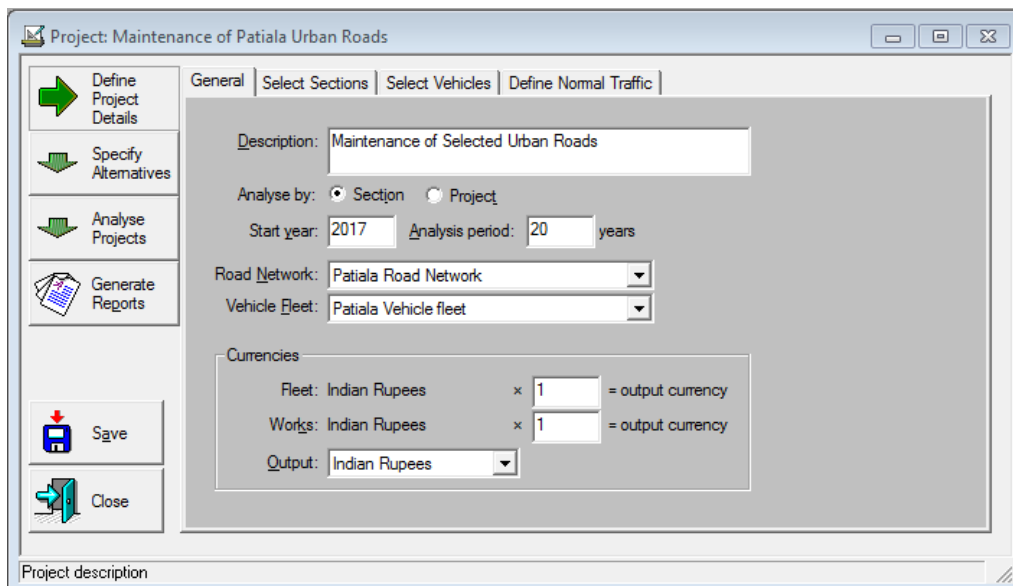 Project: Maintenance of Patiala Urban Roads
Define
Project
Details
Specify
Alternatives
Analyse
Projects
Generate
Reports
Save
Close
General Select Sections Select Vehicles Define Normal Traffic
Description: Maintenance of Selected Urban Roads
Analyse by: Section Project
Start year: 2017 Analysis period: 20 years
Road Network: Patiala Road Network
Vehicle Fleet: Patiala Vehicle fleet
Currencies
Fleet: Indian Rupees × 1 = output currency
Works: Indian Rupees × 1 = output currency
Output: Indian Rupees
Project description